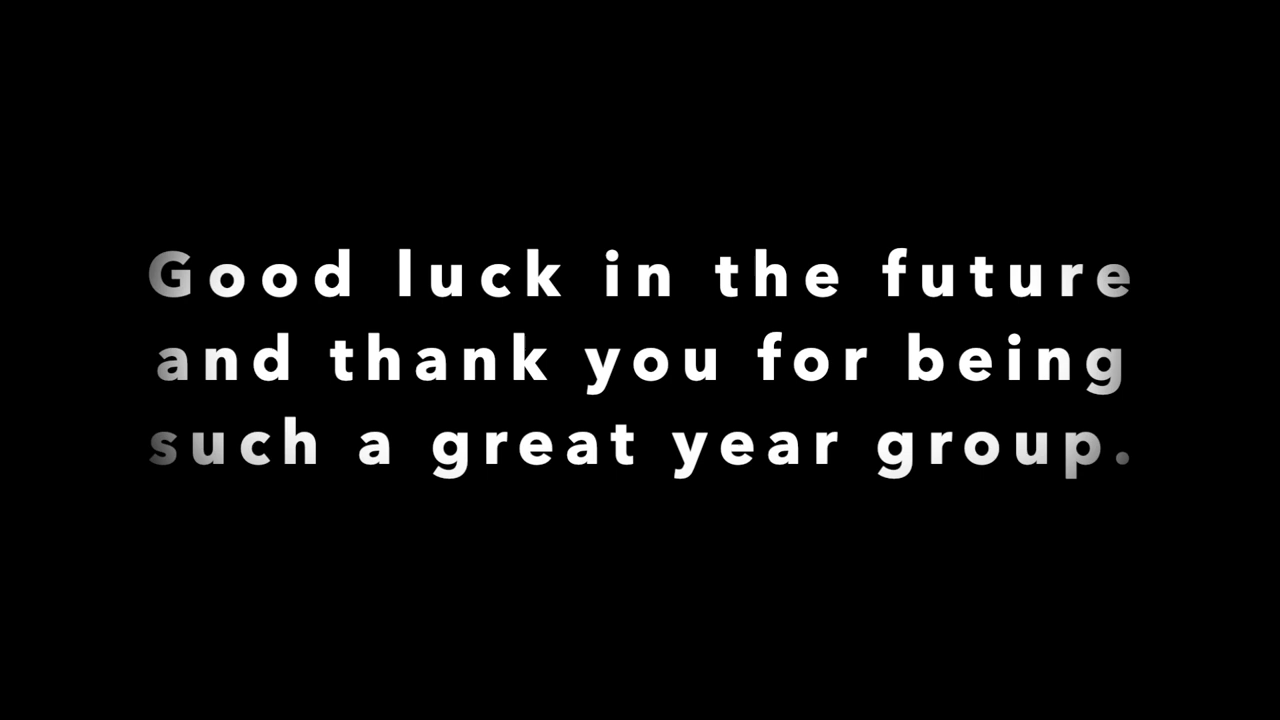 Good luck in the future
and thank you for being
such a great year group.